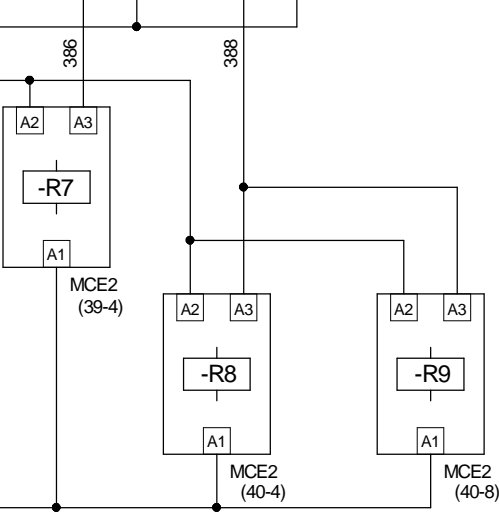 386
388
A2
A3
-R7
A1
MCE2
(39-4)
A2
A3
A2
A3
-R8
-R9
A1
A1
MCE2
(40-4)
MCE2
(40-8)